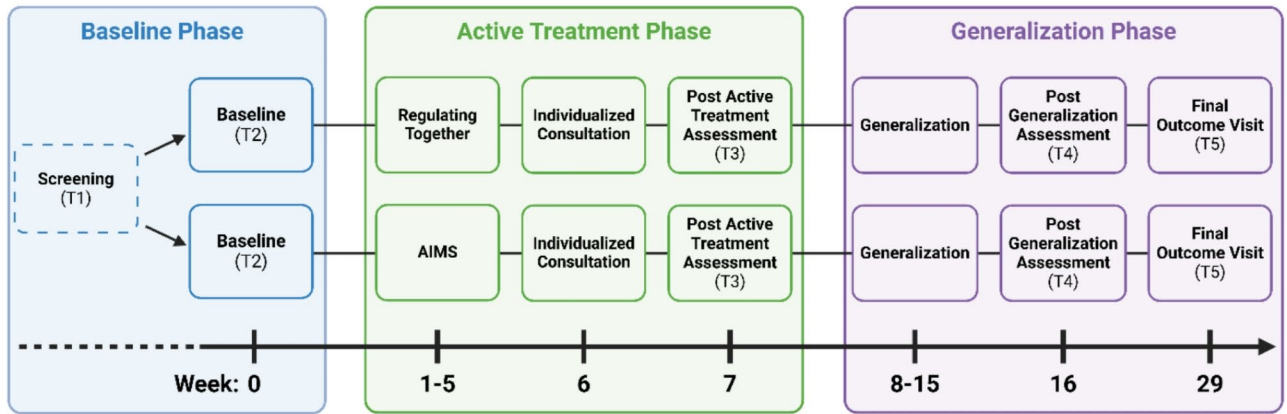 Baseline Phase
Active Treatment Phase
Generalization Phase
Screening
(T1)
Baseline
(T2)
Regulating
Together
Individualized
Consultation
Post Active
Treatment
Assessment
(T3)
Generalization
Post
Generalization
Assessment
(T4)
Final
Outcome Visit
(T5)
Baseline
(T2)
AIMS
Individualized
Consultation
Post Active
Treatment
Assessment
(T3)
Generalization
Post
Generalization
Assessment
(T4)
Final
Outcome Visit
(T5)
Week: 0 1-5 6 7 8-15 16 29